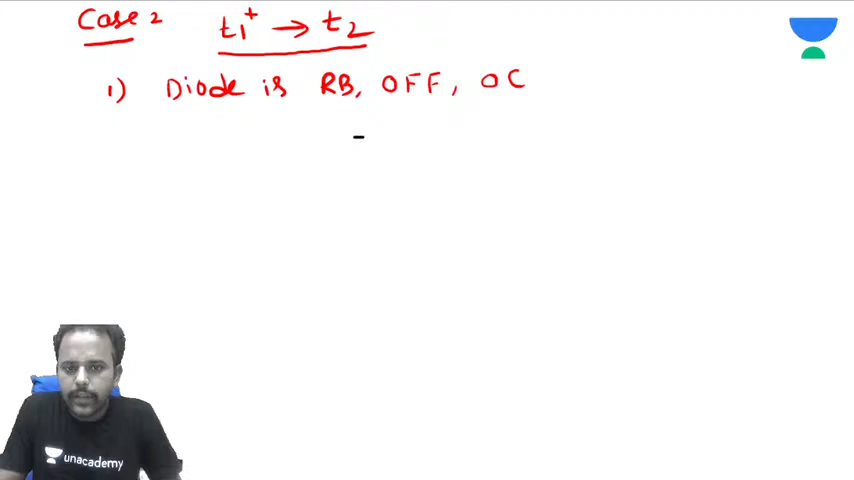 Case 2 t1+ → t2
1) Diode is RB, OFF, OC
unacademy